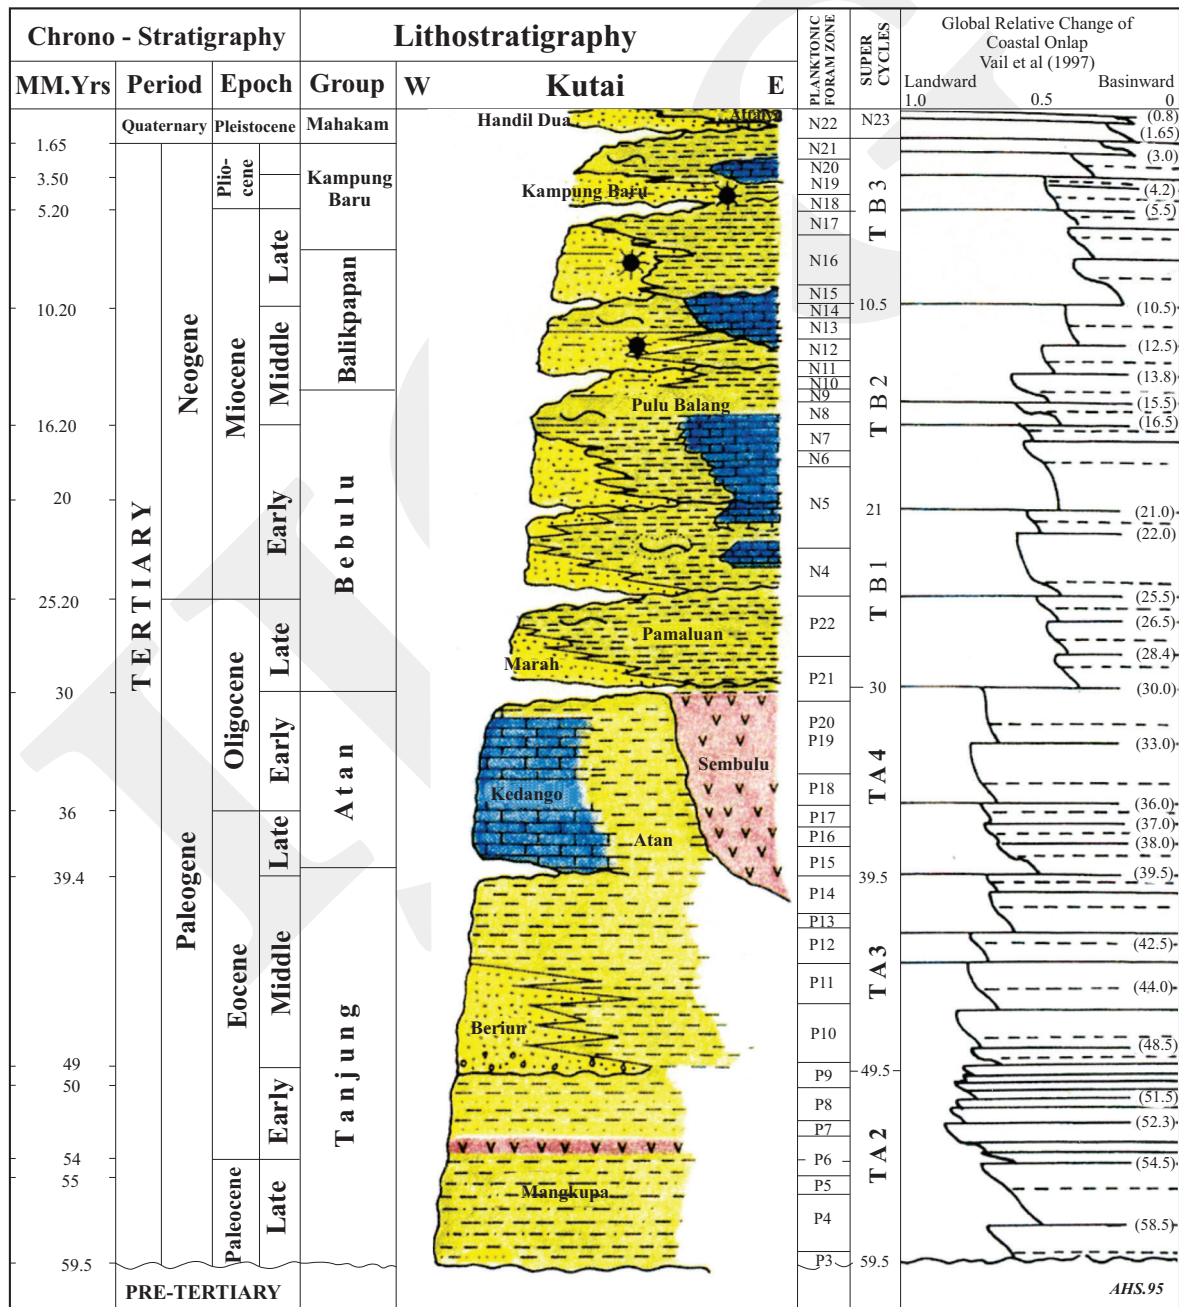 Chrono - Stratigraphy
Lithostratigraphy
PLANKTONIC
FORAM ZONE
SUPER
CYCLES
Global Relative Change of
Coastal Onlap
Vail et al (1997)
Landward
Basinward
1.0
0.5
0
MM.Yrs
Period
Epoch
Group
W
Kutai
E
Quaternary
Pleistocene
Mahakam
1.65
3.50
5.20
10.20
16.20
20
25.20
30
36
39.4
49
50
54
55
59.5
TERTIARY
Neogene
Paleogene
Plio-
cene
Miocene
Late
Middle
Early
Oligocene
Late
Early
Eocene
Late
Middle
Early
Paleocene
Late
PRE-TERTIARY
Kampung
Baru
Balikpapan
Bebulu
Atan
Tanjung
Handil Dua
Kampung Baru
Pulu Balang
Pamaluan
Marah
Sembulu
Kedango
Atan
Beriun
Mangkupa
N22
N21
N20
N19
N18
N17
N16
N15
N14
N13
N12
N11
N10
N9
N8
N7
N6
N5
N4
P22
P21
P20
P19
P18
P17
P16
P15
P14
P13
P12
P11
P10
P9
P8
P7
P6
P5
P4
P3
N23
TB3
10.5
TB2
21
TB1
30
TA4
39.5
TA3
49.5
TA2
59.5
(0.8)
(1.65)
(3.0)
(4.2)
(5.5)
(10.5)
(12.5)
(13.8)
(15.5)
(16.5)
(21.0)
(22.0)
(25.5)
(26.5)
(28.4)
(30.0)
(33.0)
(36.0)
(37.0)
(38.0)
(39.5)
(42.5)
(44.0)
(48.5)
(51.5)
(52.3)
(54.5)
(58.5)
AHS.95